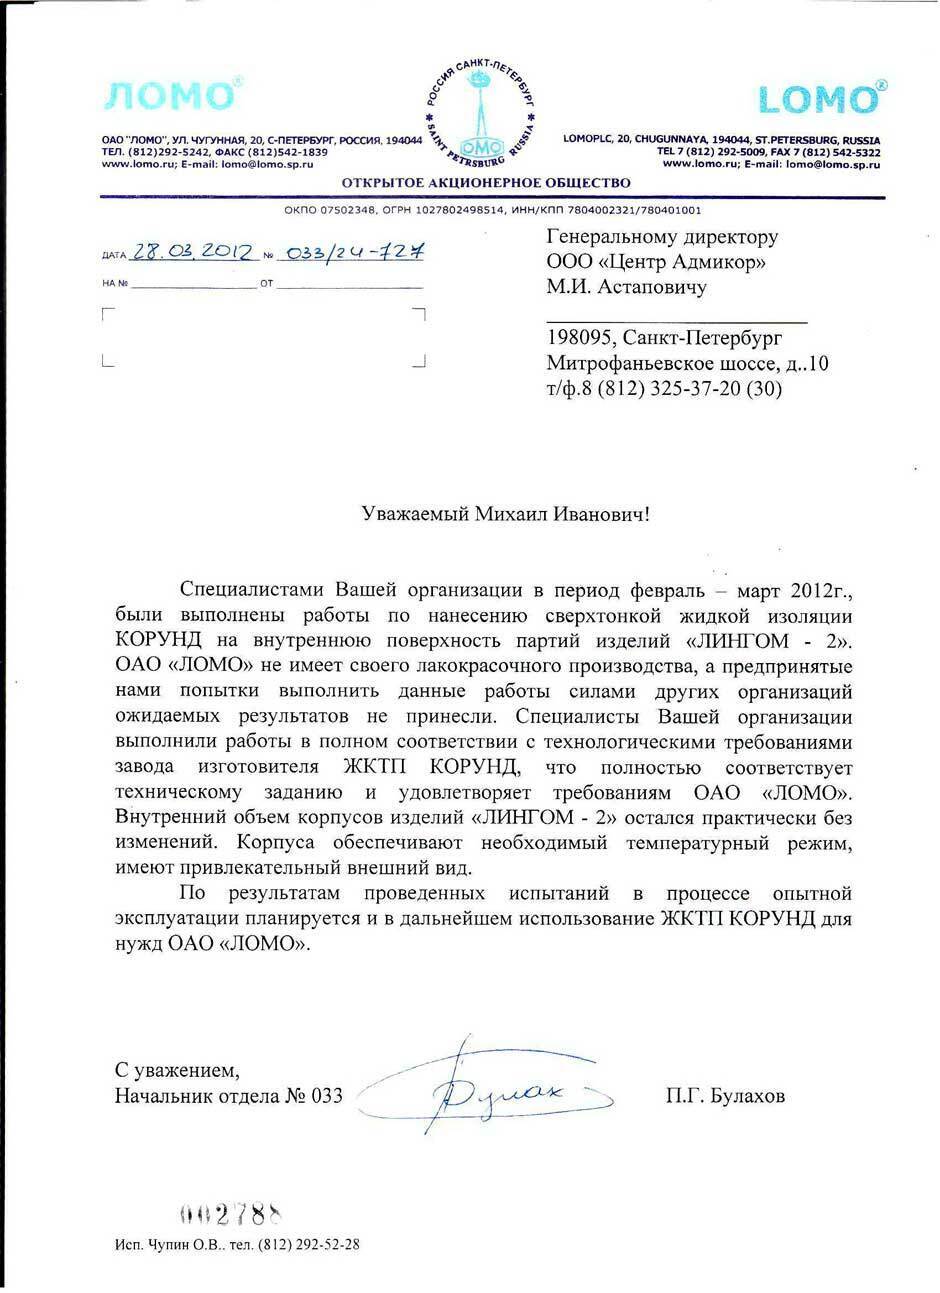 ЛОМО®
РОССИЯ САНКТ-ПЕТЕРБУРГ
ЛОМО
* SAINT PETERSBURG RUSSIA *
LOMO®
ОАО "ЛОМО", УЛ. ЧУГУННАЯ, 20, С-ПЕТЕРБУРГ, РОССИЯ, 194044
ТЕЛ. (812)292-5242, ФАКС (812)542-1839
www.lomo.ru; E-mail: lomo@lomo.sp.ru
LOMOPLC, 20, CHUGUNNAYA, 194044, ST.PETERSBURG, RUSSIA
TEL 7 (812) 292-5009, FAX 7 (812) 542-5322
www.lomo.ru; E-mail: lomo@lomo.sp.ru
ОТКРЫТОЕ АКЦИОНЕРНОЕ ОБЩЕСТВО
ОКПО 07502348, ОГРН 1027802498514, ИНН/КПП 7804002321/780401001
ДАТА 28.03.2012 № 033/24-727
НА № ОТ
Генеральному директору
ООО «Центр Адмикор»
М.И. Астаповичу
198095, Санкт-Петербург
Митрофаньевское шоссе, д..10
т/ф.8 (812) 325-37-20 (30)
Уважаемый Михаил Иванович!
Специалистами Вашей организации в период февраль – март 2012г.,
были выполнены работы по нанесению сверхтонкой жидкой изоляции
КОРУНД на внутреннюю поверхность партий изделий «ЛИНГОМ - 2».
ОАО «ЛОМО» не имеет своего лакокрасочного производства, а предпринятые
нами попытки выполнить данные работы силами других организаций
ожидаемых результатов не принесли. Специалисты Вашей организации
выполнили работы в полном соответствии с технологическими требованиями
завода изготовителя ЖКТП КОРУНД, что полностью соответствует
техническому заданию и удовлетворяет требованиям ОАО «ЛОМО».
Внутренний объем корпусов изделий «ЛИНГОМ - 2» остался практически без
изменений. Корпуса обеспечивают необходимый температурный режим,
имеют привлекательный внешний вид.
По результатам проведенных испытаний в процессе опытной
эксплуатации планируется и в дальнейшем использование ЖКТП КОРУНД для
нужд ОАО «ЛОМО».
С уважением,
Начальник отдела № 033
П.Г. Булахов
002788
Исп. Чупин О.В.. тел. (812) 292-52-28